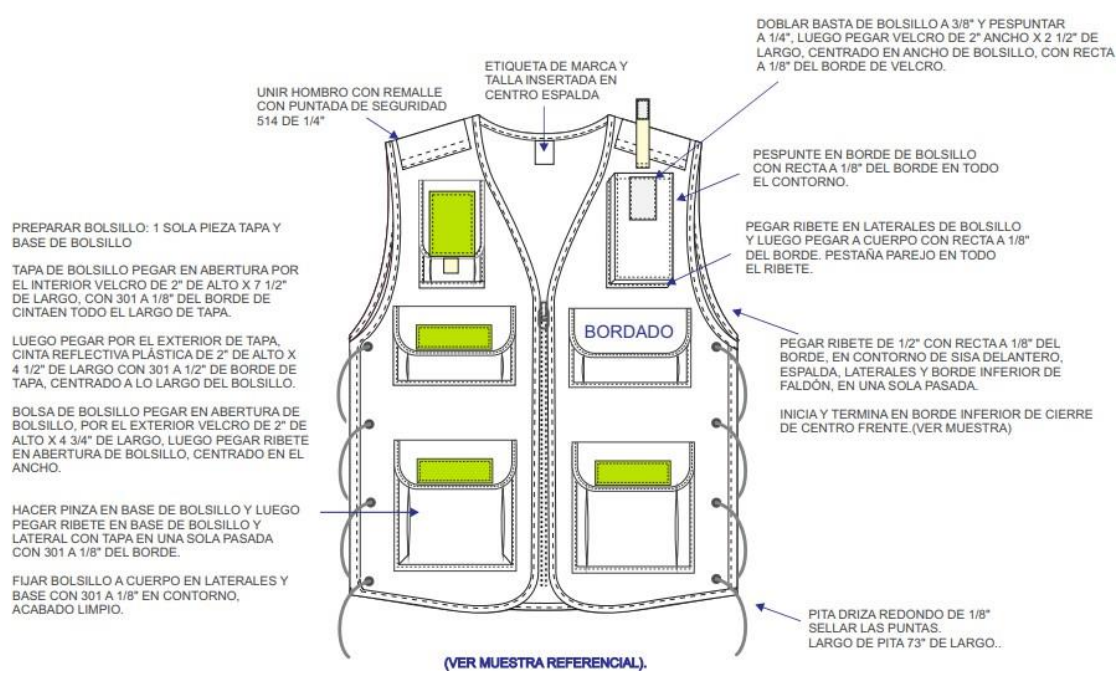 DOBLAR BASTA DE BOLSILLO A 3/8" Y PESPUNTAR
A 1/4", LUEGO PEGAR VELCRO DE 2" ANCHO X 2 1/2" DE
LARGO, CENTRADO EN ANCHO DE BOLSILLO, CON RECTA
A 1/8" DEL BORDE DE VELCRO.
ETIQUETA DE MARCA Y
TALLA INSERTADA EN
CENTRO ESPALDA
UNIR HOMBRO CON REMALLE
CON PUNTADA DE SEGURIDAD
514 DE 1/4"
PESPUNTE EN BORDE DE BOLSILLO
CON RECTA A 1/8" DEL BORDE EN TODO
EL CONTORNO.
PREPARAR BOLSILLO: 1 SOLA PIEZA TAPA Y
BASE DE BOLSILLO
TAPA DE BOLSILLO PEGAR EN ABERTURA POR
EL INTERIOR VELCRO DE 2" DE ALTO X 7 1/2"
DE LARGO, CON 301 A 1/8" DEL BORDE DE
CINTAEN TODO EL LARGO DE TAPA.
LUEGO PEGAR POR EL EXTERIOR DE TAPA,
CINTA REFLECTIVA PLÁSTICA DE 2" DE ALTO X
4 1/2" DE LARGO CON 301 A 1/2" DE BORDE DE
TAPA, CENTRADO A LO LARGO DEL BOLSILLO.
BOLSA DE BOLSILLO PEGAR EN ABERTURA DE
BOLSILLO, POR EL EXTERIOR VELCRO DE 2" DE
ALTO X 4 3/4" DE LARGO, LUEGO PEGAR RIBETE
EN ABERTURA DE BOLSILLO, CENTRADO EN EL
ANCHO.
HACER PINZA EN BASE DE BOLSILLO Y LUEGO
PEGAR RIBETE EN BASE DE BOLSILLO Y
LATERAL CON TAPA EN UNA SOLA PASADA
CON 301 A 1/8" DEL BORDE.
FIJAR BOLSILLO A CUERPO EN LATERALES Y
BASE CON 301 A 1/8" EN CONTORNO,
ACABADO LIMPIO.
PEGAR RIBETE EN LATERALES DE BOLSILLO
Y LUEGO PEGAR A CUERPO CON RECTA A 1/8"
DEL BORDE. PESTAÑA PAREJO EN TODO
EL RIBETE.
BORDADO
PEGAR RIBETE DE 1/2" CON RECTA A 1/8" DEL
BORDE, EN CONTORNO DE SISA DELANTERO,
ESPALDA, LATERALES Y BORDE INFERIOR DE
FALDÓN, EN UNA SOLA PASADA.
INICIA Y TERMINA EN BORDE INFERIOR DE CIERRE
DE CENTRO FRENTE.(VER MUESTRA)
PITA DRIZA REDONDO DE 1/8"
SELLAR LAS PUNTAS.
LARGO DE PITA 73" DE LARGO..
(VER MUESTRA REFERENCIAL).